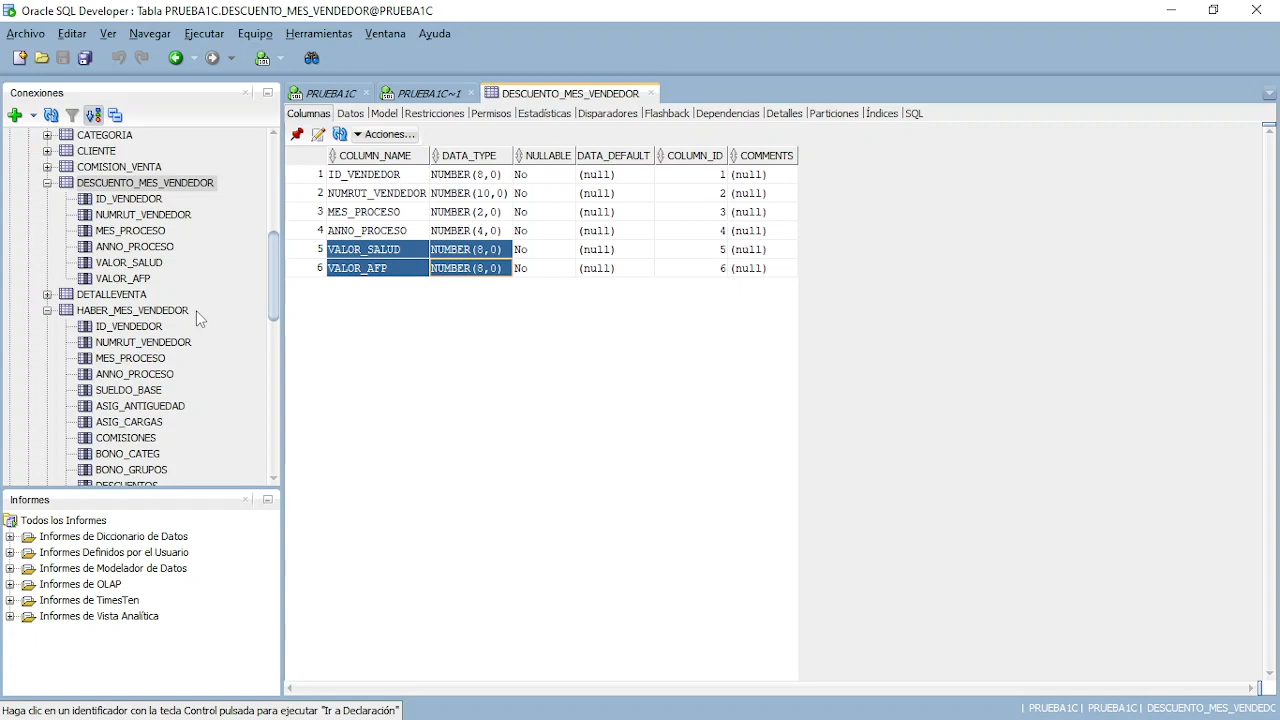 Oracle SQL Developer : Tabla PRUEBA1C.DESCUENTO_MES_VENDEDOR@PRUEBA1C
Archivo Editar Ver Navegar Ejecutar Equipo Herramientas Ventana Ayuda
Conexiones
CATEGORIA
CLIENTE
COMISION_VENTA
DESCUENTO_MES_VENDEDOR
ID_VENDEDOR
NUMRUT_VENDEDOR
MES_PROCESO
ANNO_PROCESO
VALOR_SALUD
VALOR_AFP
DETALLEVENTA
HABER_MES_VENDEDOR
ID_VENDEDOR
NUMRUT_VENDEDOR
MES_PROCESO
ANNO_PROCESO
SUELDO_BASE
ASIG_ANTIGUEDAD
ASIG_CARGAS
COMISIONES
BONO_CATEG
BONO_GRUPOS
DESCUENTOS
Informes
Todos los Informes
Informes de Diccionario de Datos
Informes Definidos por el Usuario
Informes de Modelador de Datos
Informes de OLAP
Informes de TimesTen
Informes de Vista Analítica
PRUEBA1C PRUEBA1C~1 DESCUENTO_MES_VENDEDOR
Columnas Datos Model Restricciones Permisos Estadísticas Disparadores Flashback Dependencias Detalles Particiones Índices SQL
Acciones...
COLUMN_NAME DATA_TYPE NULLABLE DATA_DEFAULT COLUMN_ID COMMENTS
1 ID_VENDEDOR NUMBER(8,0) No (null) 1 (null)
2 NUMRUT_VENDEDOR NUMBER(10,0) No (null) 2 (null)
3 MES_PROCESO NUMBER(2,0) No (null) 3 (null)
4 ANNO_PROCESO NUMBER(4,0) No (null) 4 (null)
5 VALOR_SALUD NUMBER(8,0) No (null) 5 (null)
6 VALOR_AFP NUMBER(8,0) No (null) 6 (null)
Haga clic en un identificador con la tecla Control pulsada para ejecutar "Ir a Declaración"
| PRUEBA1C | PRUEBA1C | DESCUENTO_MES_VENDEDC